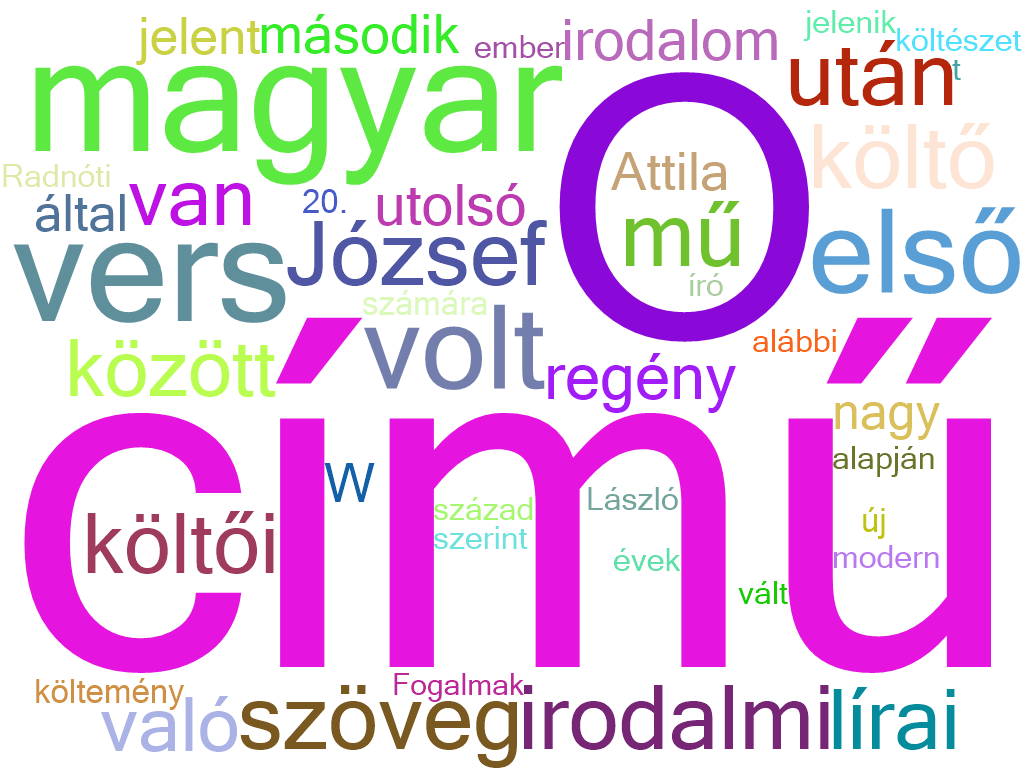 jelent második ember irodalom jelenik
költészet
magyar O után t
költő
Radnóti van 20. utolsó Attila
által József mű első
vers író
számára
volt
között regény alábbi
című
nagy
W alapján
költői század László új
szerint évek modern
vált
költemény Fogalmak
való szöveg irodalmi lírai